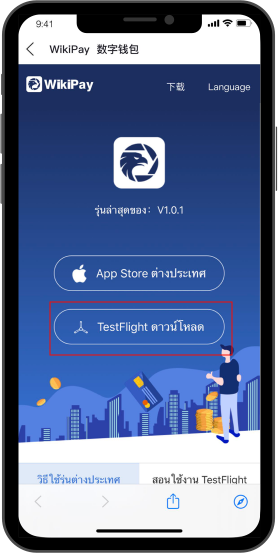 9:41
WikiPay 数字钱包
WikiPay 下载 Language
รุ่นล่าสุดของ: V1.0.1
App Store ต่างประเทศ
TestFlight ดาวน์โหลด
วิธีใช้รุ่นต่างประเทศ สอนใช้งาน TestFlight